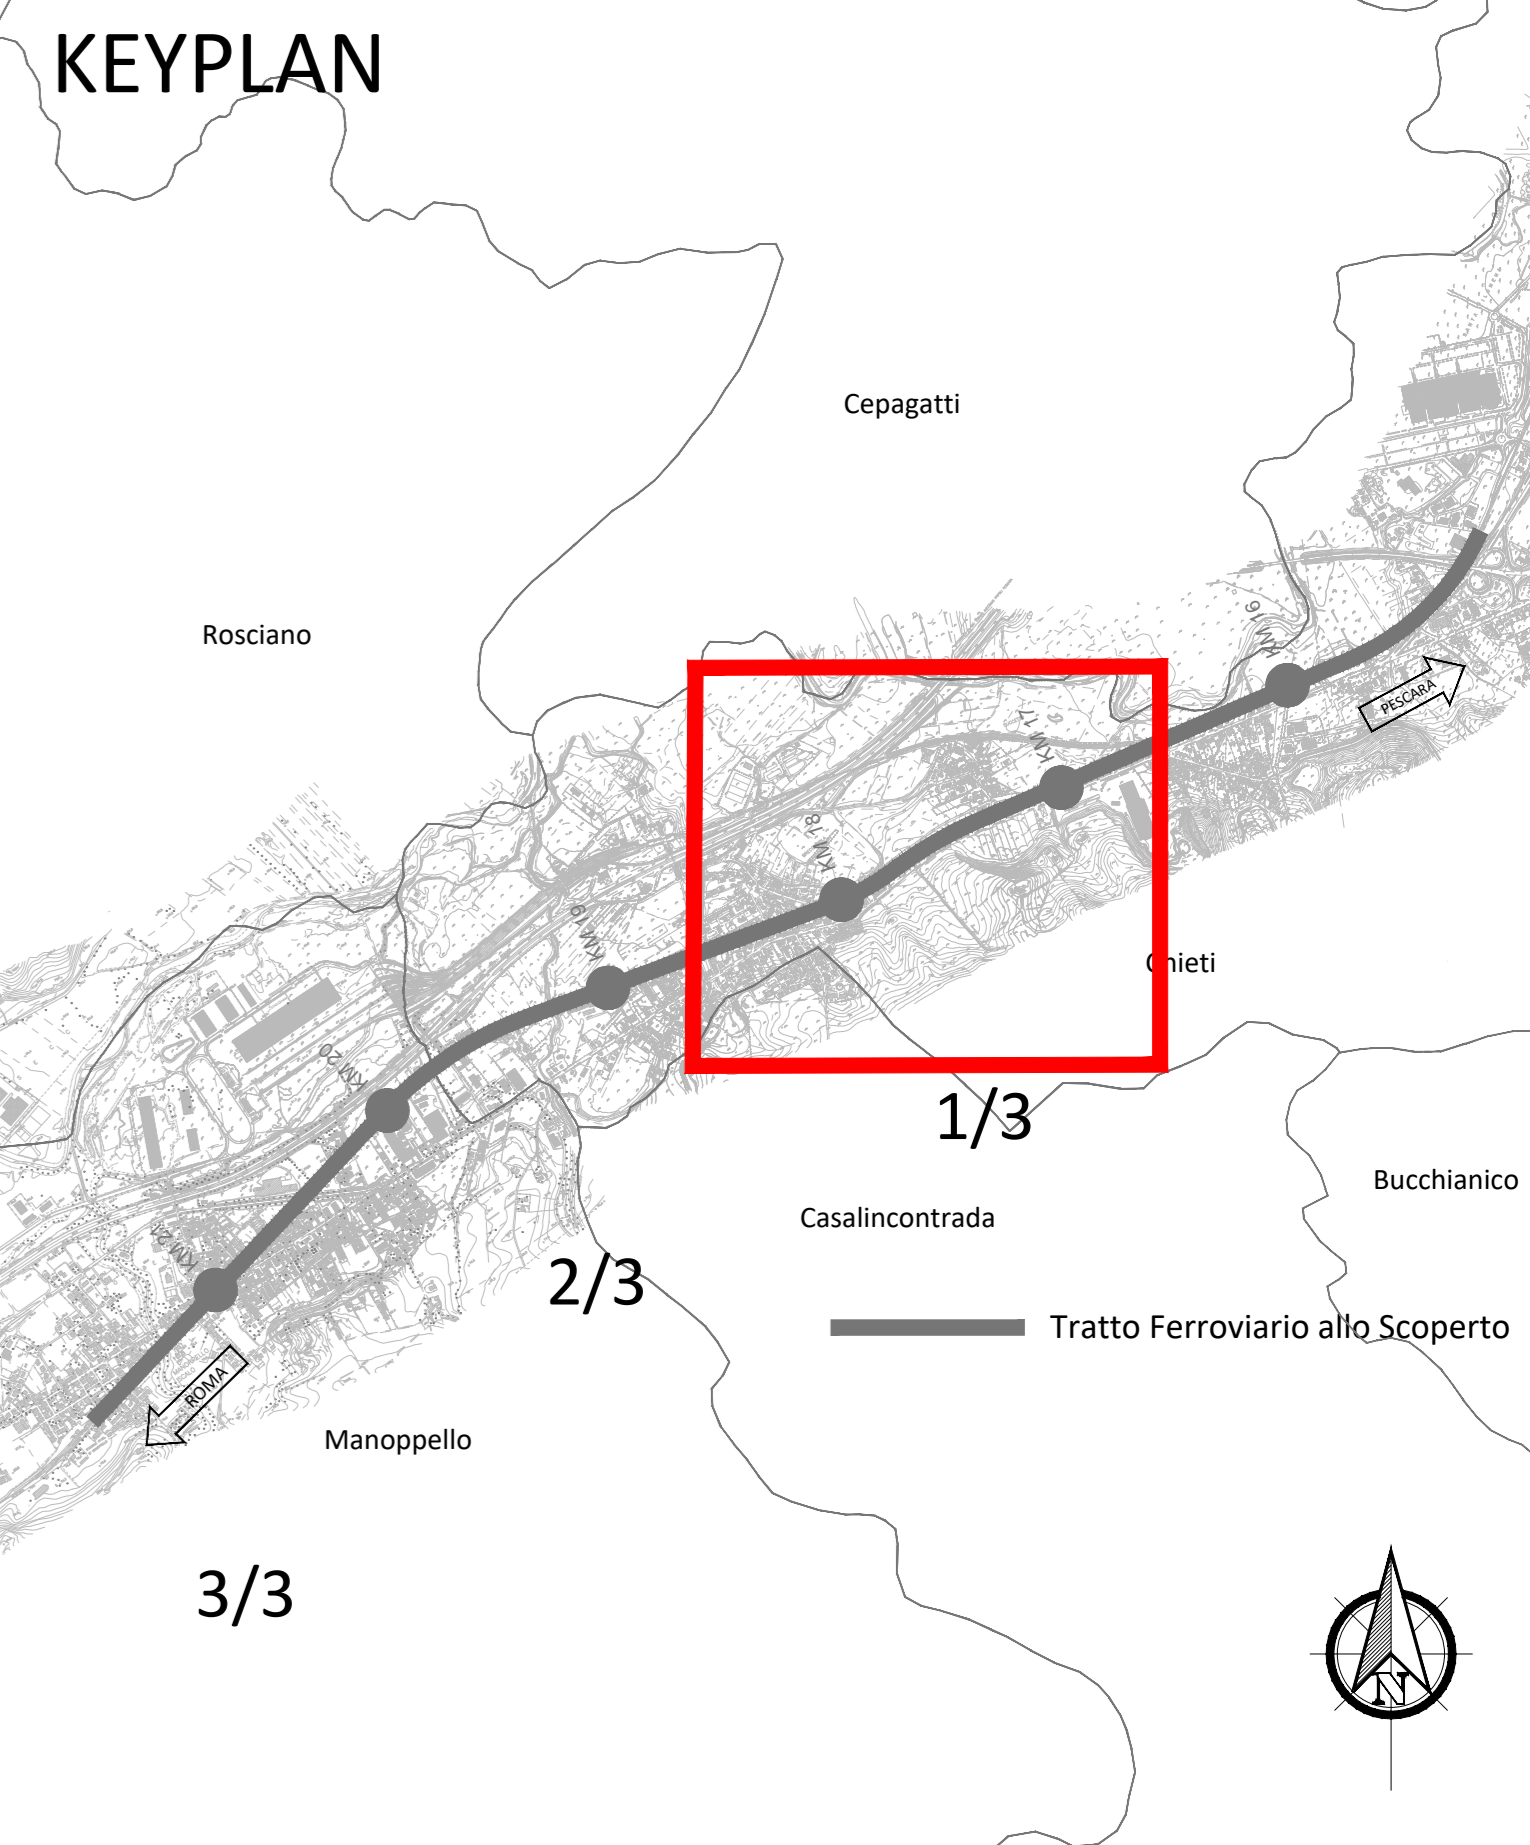 KEYPLAN
Cepagatti
Rosciano
KM 16
PESCARA
KM 17
KM 18
KM 19
Chieti
KM 20
1/3
Bucchianico
Casalincontrada
KM 21
2/3
Tratto Ferroviario allo Scoperto
ROMA
Manoppello
3/3
N